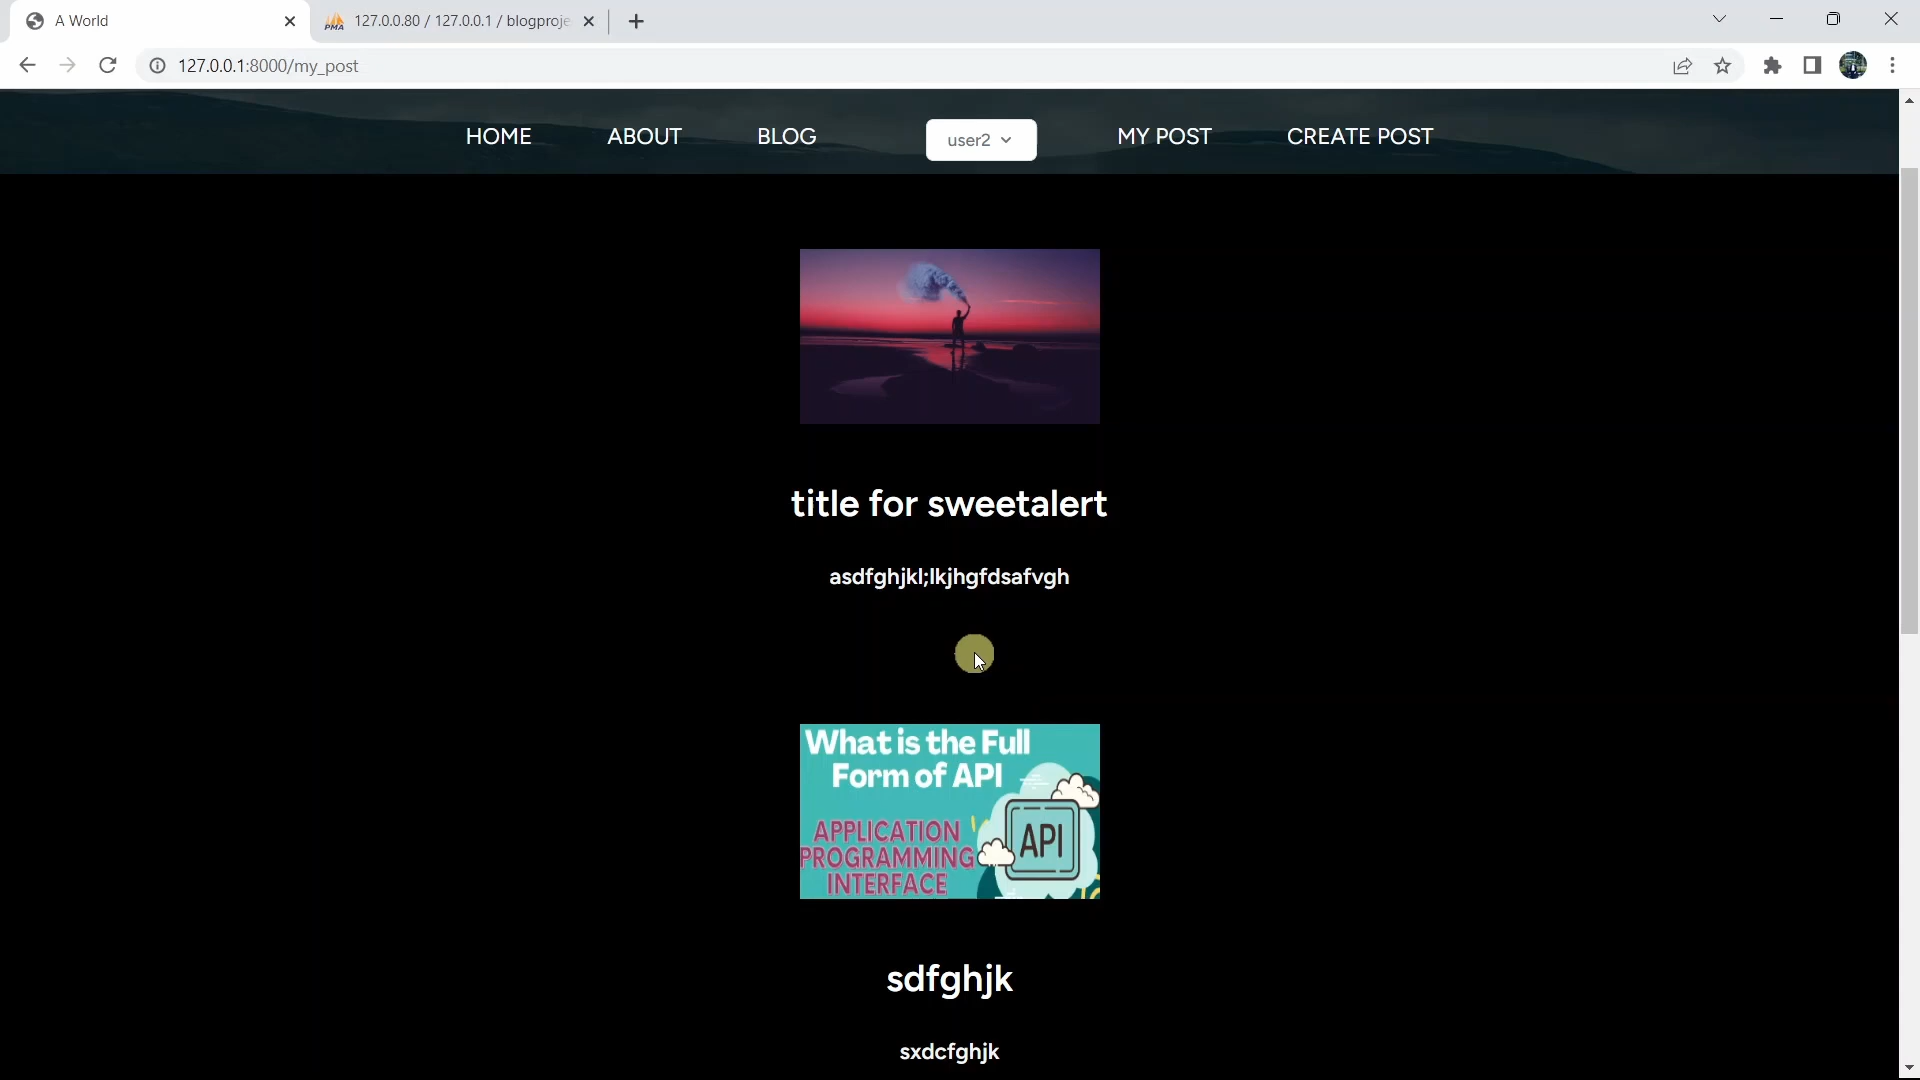 A World
PMA 127.0.0.80 / 127.0.0.1 / blogproje
127.0.0.1:8000/my_post
HOME ABOUT BLOG user2 MY POST CREATE POST
title for sweetalert
asdfghjkl;lkjhgfdsafvgh
What is the Full
Form of API
APPLICATION
PROGRAMMING
INTERFACE
API
sdfghjk
sxdcfghjk